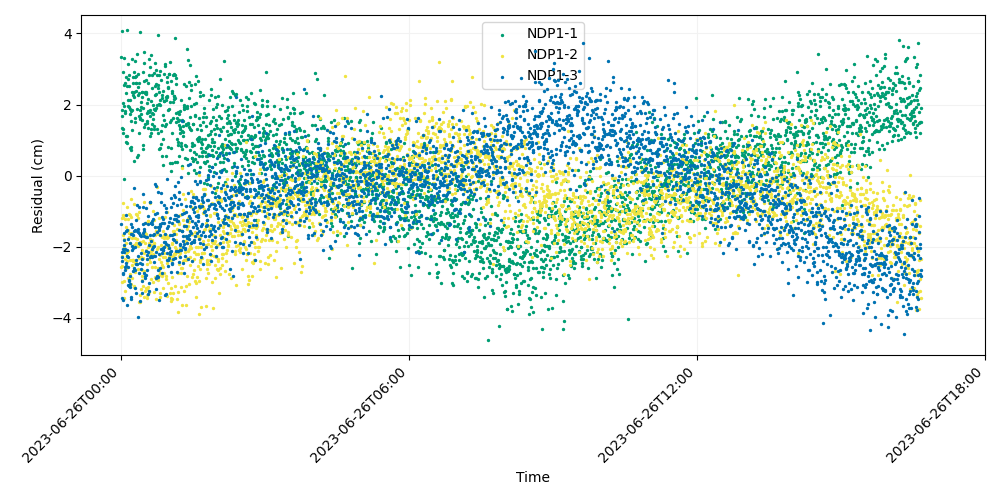 NDP1-1
NDP1-2
NDP1-3
Residual (cm)
4
2
0
−2
−4
2023-06-26T00:00
2023-06-26T06:00
2023-06-26T12:00
2023-06-26T18:00
Time